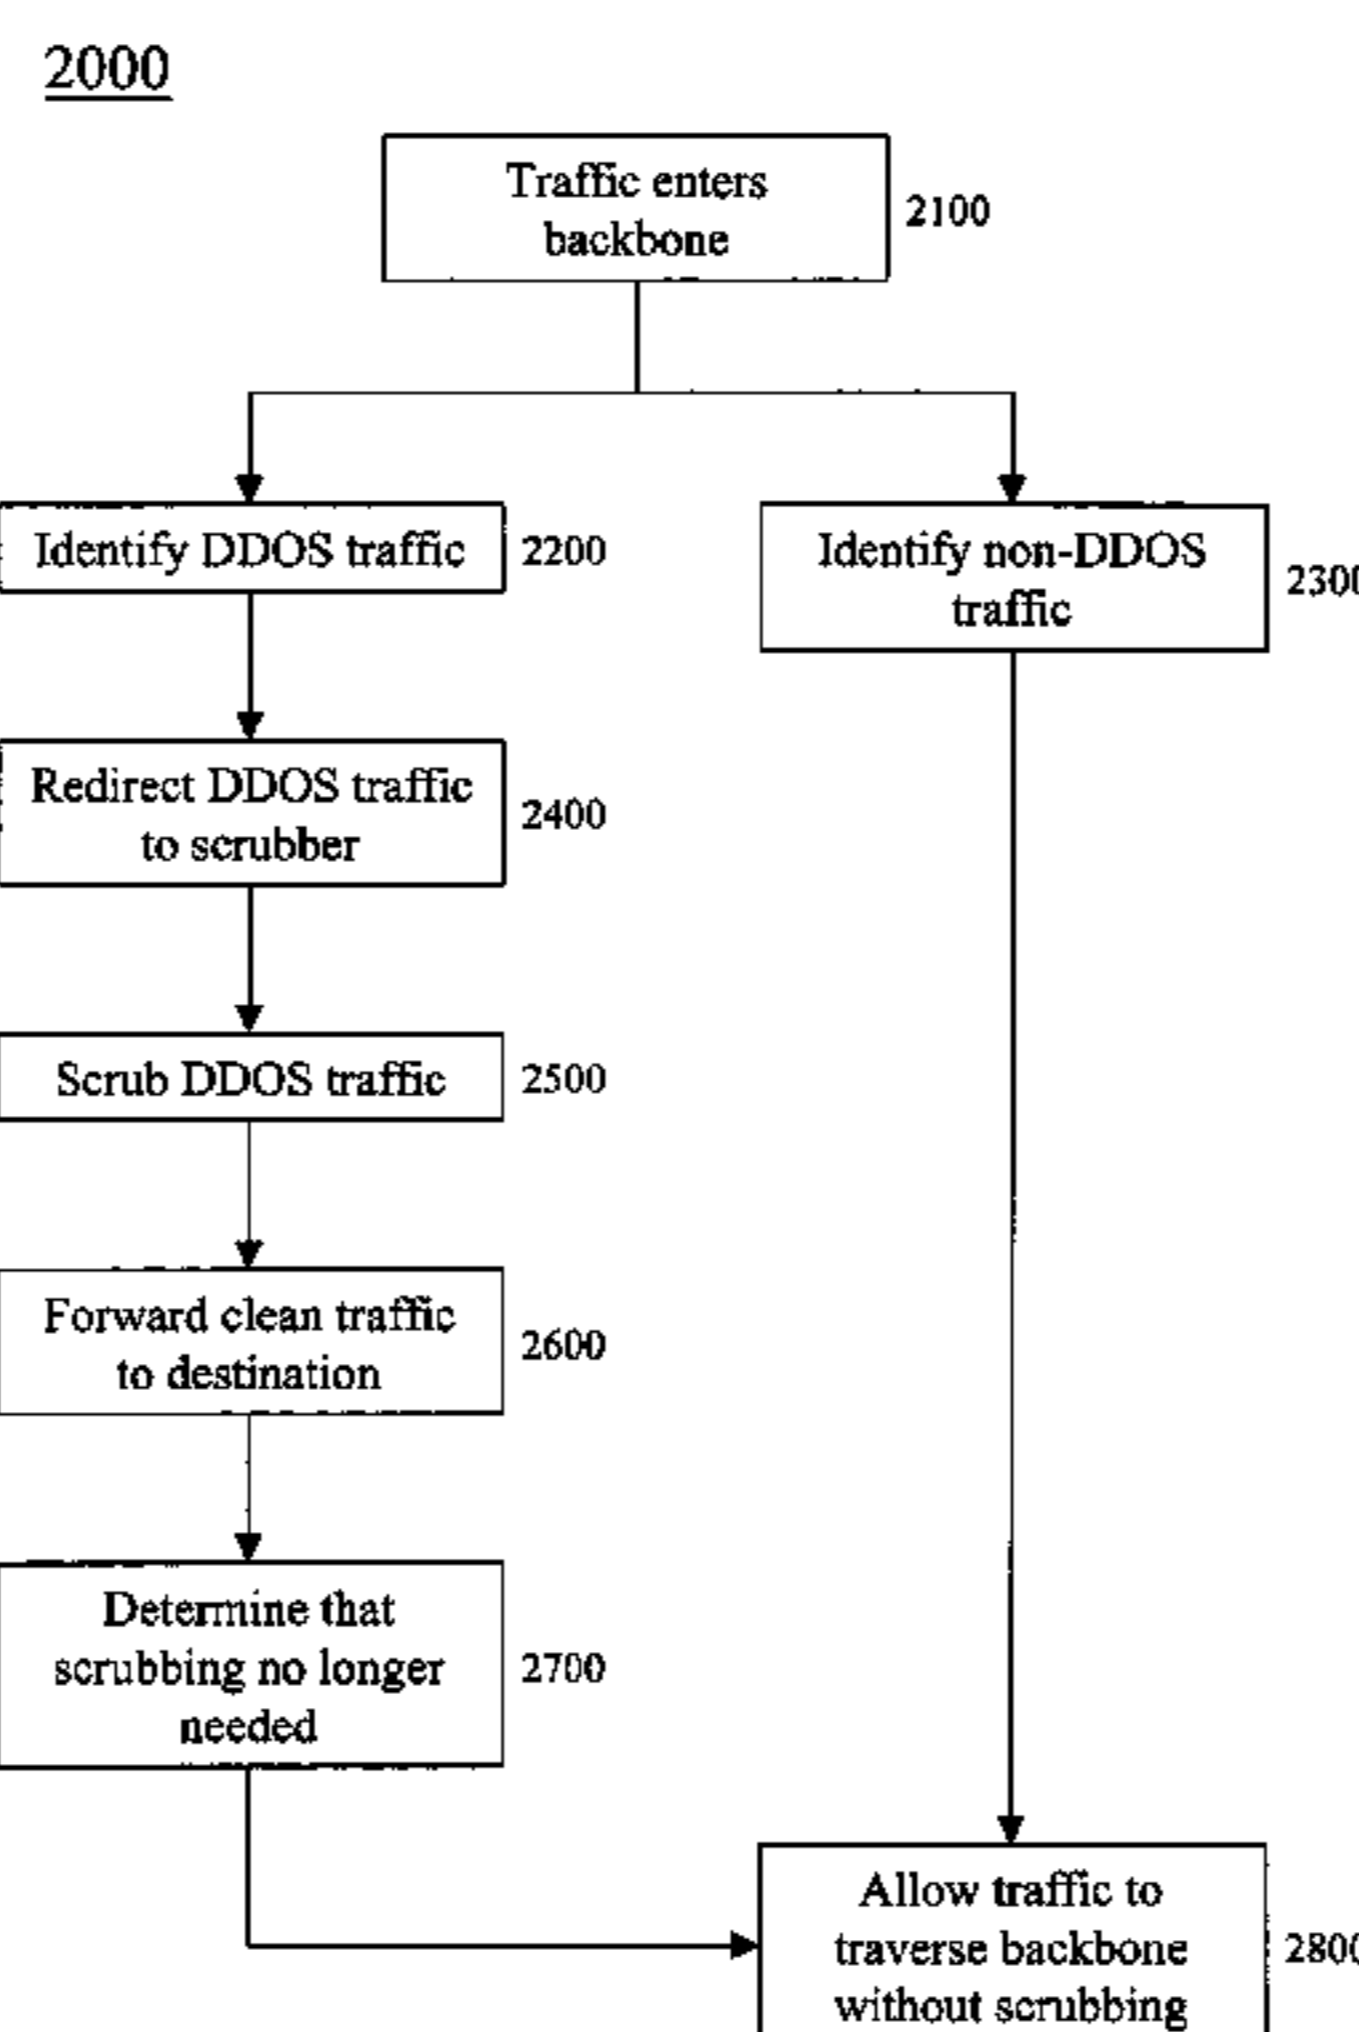 2000
Traffic enters
backbone
2100
Identify DDOS traffic
2200
Identify non-DDOS
traffic
2300
Redirect DDOS traffic
to scrubber
2400
Scrub DDOS traffic
2500
Forward clean traffic
to destination
2600
Determine that
scrubbing no longer
needed
2700
Allow traffic to
traverse backbone
without scrubbing
2800